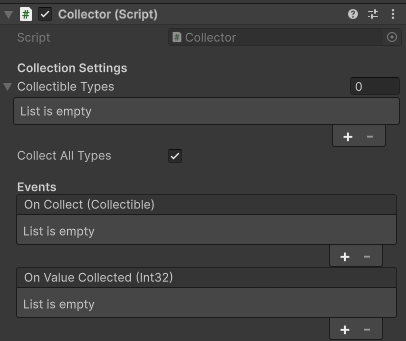 # Collector (Script)
Script # Collector
Collection Settings
Collectible Types 0
List is empty
+ -
Collect All Types
Events
On Collect (Collectible)
List is empty
+ -
On Value Collected (Int32)
List is empty
+ -